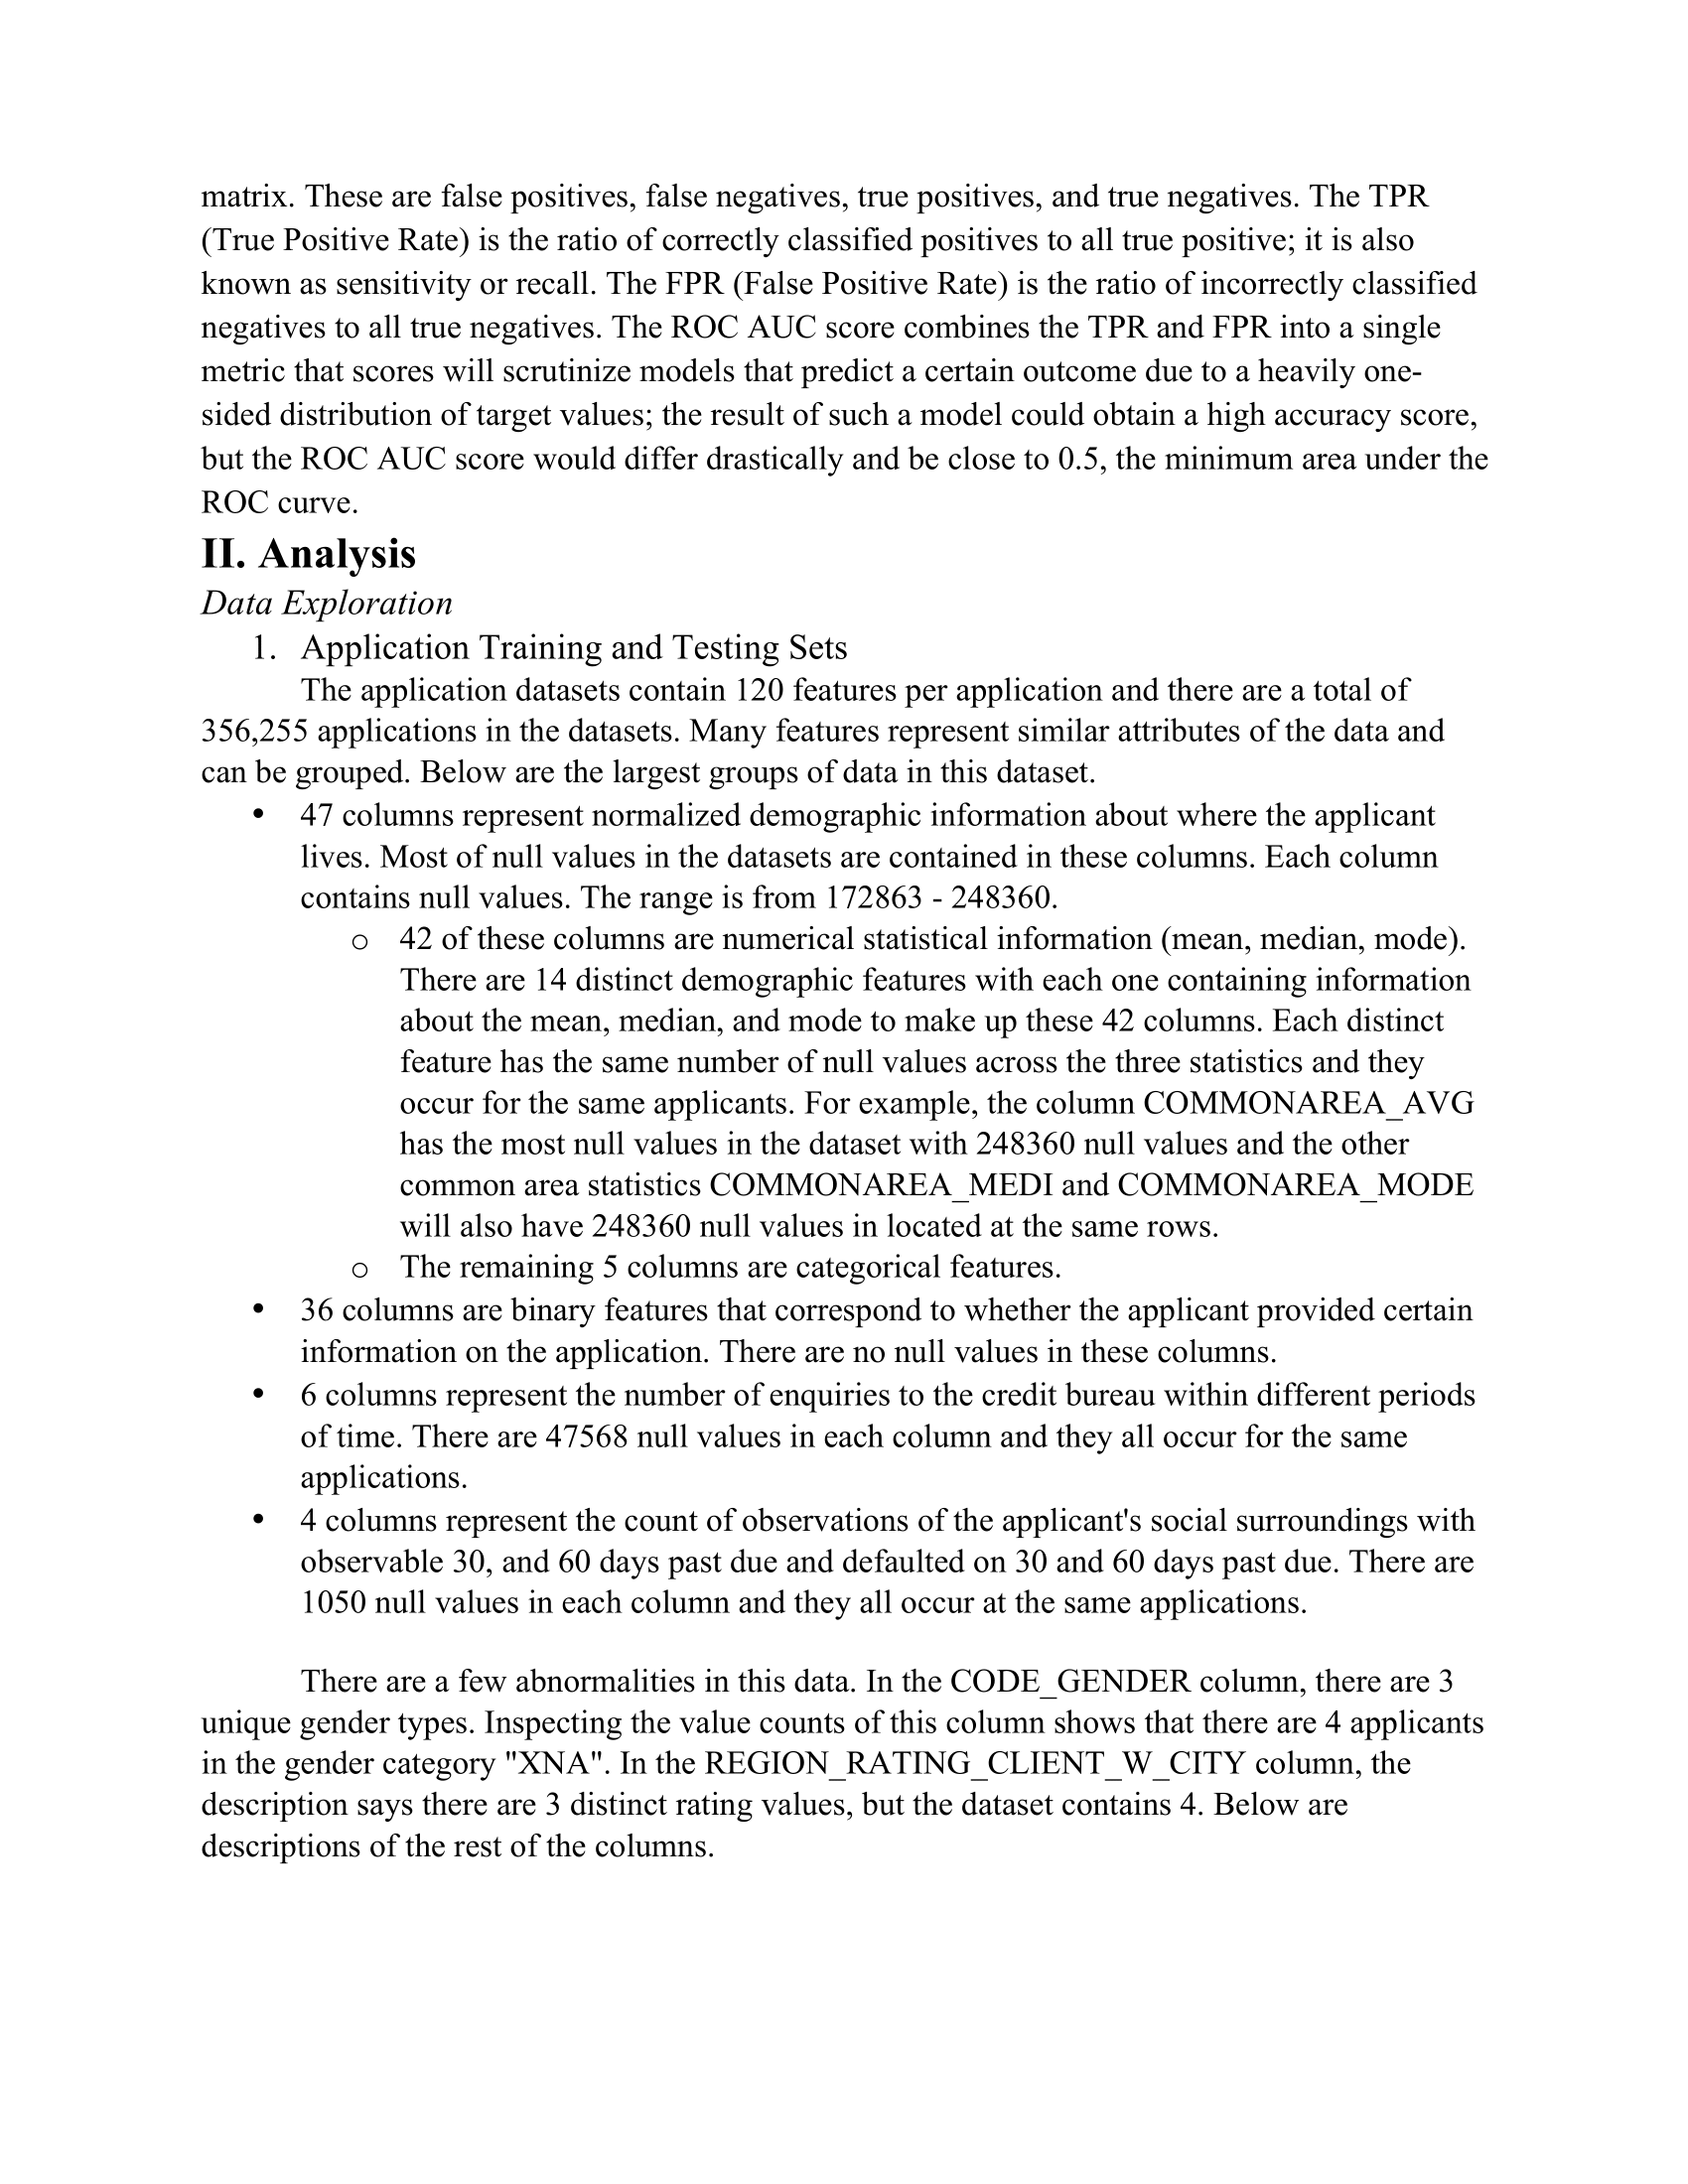 matrix. These are false positives, false negatives, true positives, and true negatives. The TPR
(True Positive Rate) is the ratio of correctly classified positives to all true positive; it is also
known as sensitivity or recall. The FPR (False Positive Rate) is the ratio of incorrectly classified
negatives to all true negatives. The ROC AUC score combines the TPR and FPR into a single
metric that scores will scrutinize models that predict a certain outcome due to a heavily one-
sided distribution of target values; the result of such a model could obtain a high accuracy score,
but the ROC AUC score would differ drastically and be close to 0.5, the minimum area under the
ROC curve.
II. Analysis
Data Exploration
1. Application Training and Testing Sets
The application datasets contain 120 features per application and there are a total of
356,255 applications in the datasets. Many features represent similar attributes of the data and
can be grouped. Below are the largest groups of data in this dataset.
• 47 columns represent normalized demographic information about where the applicant
lives. Most of null values in the datasets are contained in these columns. Each column
contains null values. The range is from 172863 - 248360.
o 42 of these columns are numerical statistical information (mean, median, mode).
There are 14 distinct demographic features with each one containing information
about the mean, median, and mode to make up these 42 columns. Each distinct
feature has the same number of null values across the three statistics and they
occur for the same applicants. For example, the column COMMONAREA_AVG
has the most null values in the dataset with 248360 null values and the other
common area statistics COMMONAREA_MEDI and COMMONAREA_MODE
will also have 248360 null values in located at the same rows.
o The remaining 5 columns are categorical features.
• 36 columns are binary features that correspond to whether the applicant provided certain
information on the application. There are no null values in these columns.
• 6 columns represent the number of enquiries to the credit bureau within different periods
of time. There are 47568 null values in each column and they all occur for the same
applications.
• 4 columns represent the count of observations of the applicant's social surroundings with
observable 30, and 60 days past due and defaulted on 30 and 60 days past due. There are
1050 null values in each column and they all occur at the same applications.
There are a few abnormalities in this data. In the CODE_GENDER column, there are 3
unique gender types. Inspecting the value counts of this column shows that there are 4 applicants
in the gender category "XNA". In the REGION_RATING_CLIENT_W_CITY column, the
description says there are 3 distinct rating values, but the dataset contains 4. Below are
descriptions of the rest of the columns.